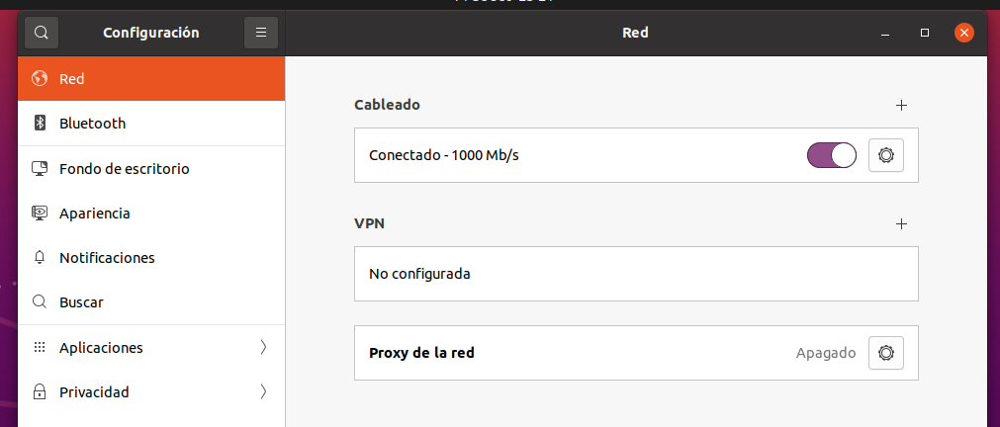 Configuración
Red
Red
Bluetooth
Fondo de escritorio
Apariencia
Notificaciones
Buscar
Aplicaciones
Privacidad
Cableado
Conectado - 1000 Mb/s
VPN
No configurada
Proxy de la red
Apagado